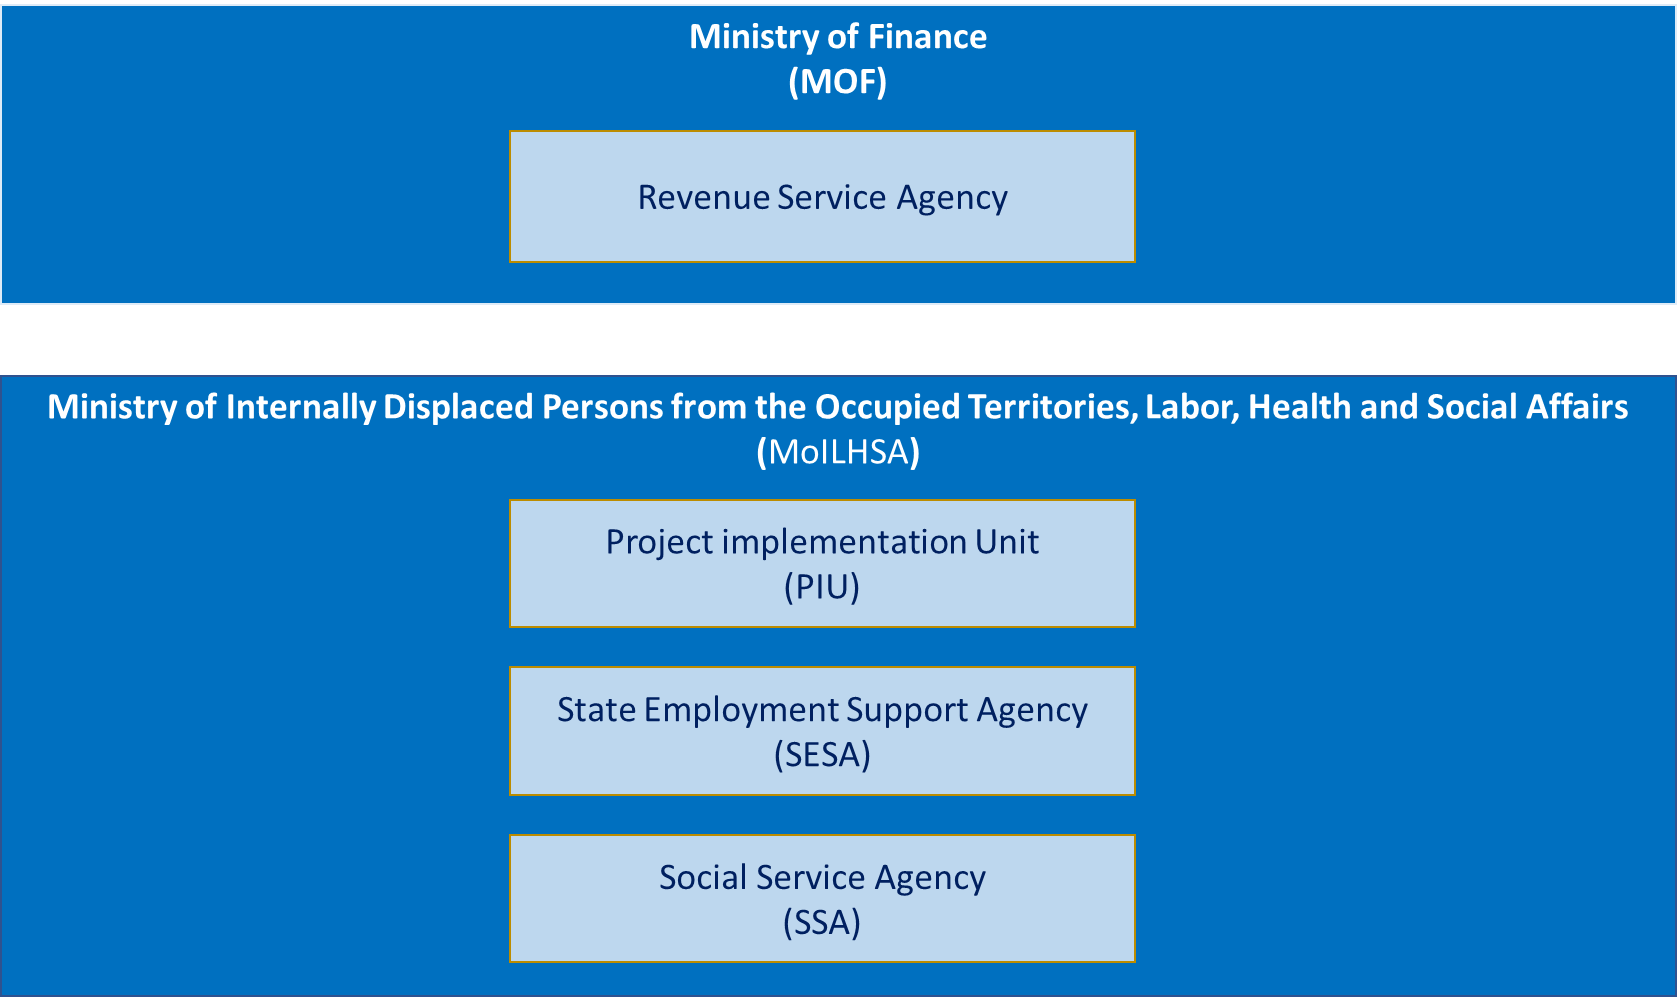 Ministry of Finance
(MOF)
Revenue Service Agency
Ministry of Internally Displaced Persons from the Occupied Territories, Labor, Health and Social Affairs
(MoILHSA)
Project implementation Unit
(PIU)
State Employment Support Agency
(SESA)
Social Service Agency
(SSA)